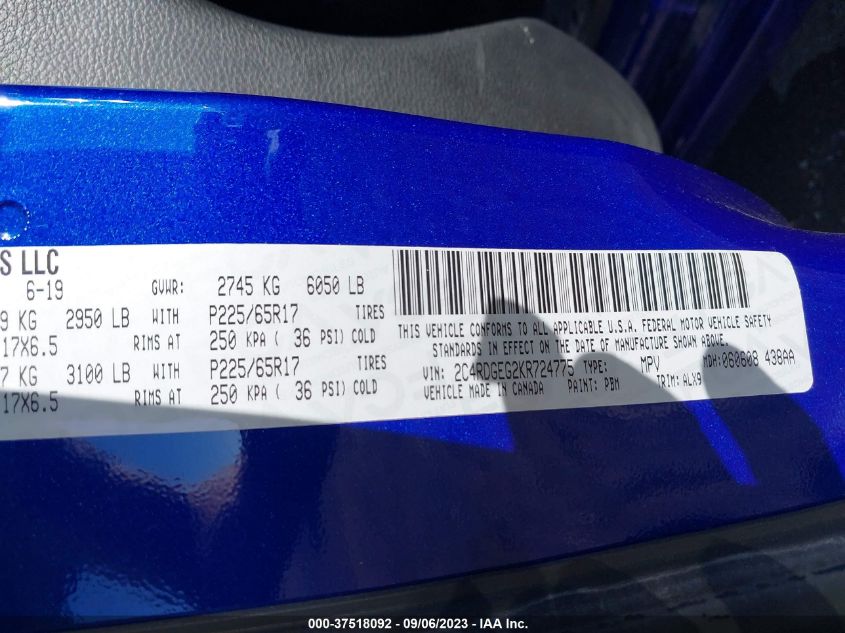 S LLC
6-19 GVWR: 2745 KG 6050 LB
9 KG 2950 LB WITH P225/65R17 TIRES
17X6.5 RIMS AT 250 KPA ( 36 PSI) COLD
7 KG 3100 LB WITH P225/65R17 TIRES
17X6.5 RIMS AT 250 KPA ( 36 PSI) COLD
THIS VEHICLE CONFORMS TO ALL APPLICABLE U.S.A. FEDERAL MOTOR VEHICLE SAFETY
STANDARDS IN EFFECT ON THE DATE OF MANUFACTURE SHOWN ABOVE.
VIN: 2C4RDGEG2KR724775 TYPE: MPV MDH: 060608 438AA
VEHICLE MADE IN CANADA PAINT: PBM TRIM: ALX9
000-37518092 - 09/06/2023 - IAA Inc.